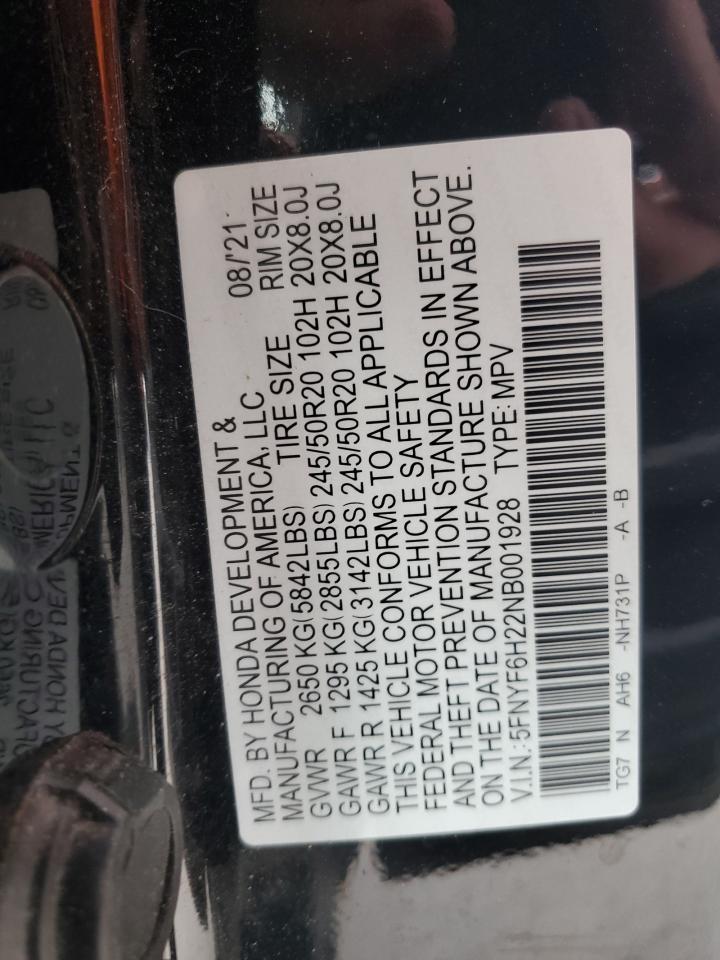 MFD. BY HONDA DEVELOPMENT &
MANUFACTURING OF AMERICA, LLC 08/'21
TIRE SIZE RIM SIZE
GVWR 2650 KG(5842LBS)
GAWR F 1295 KG(2855LBS) 245/50R20 102H 20X8.0J
GAWR R 1425 KG(3142LBS) 245/50R20 102H 20X8.0J
THIS VEHICLE CONFORMS TO ALL APPLICABLE
FEDERAL MOTOR VEHICLE SAFETY
AND THEFT PREVENTION STANDARDS IN EFFECT
ON THE DATE OF MANUFACTURE SHOWN ABOVE.
V.I.N.:5FNYF6H22NB001928 TYPE:MPV
TG7 N AH6 -NH731P -A -B